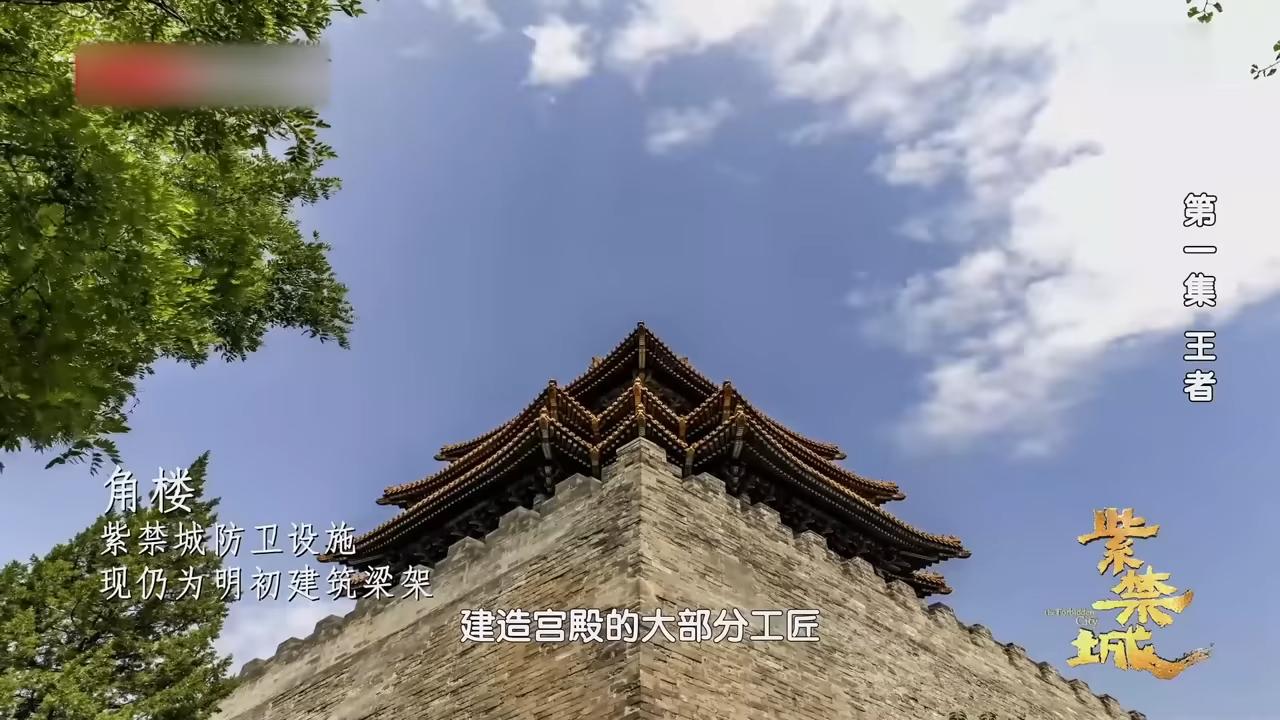 第一集 王者
角楼
紫禁城防卫设施
现仍为明初建筑梁架
建造宫殿的大部分工匠
紫禁城
the Forbidden
City